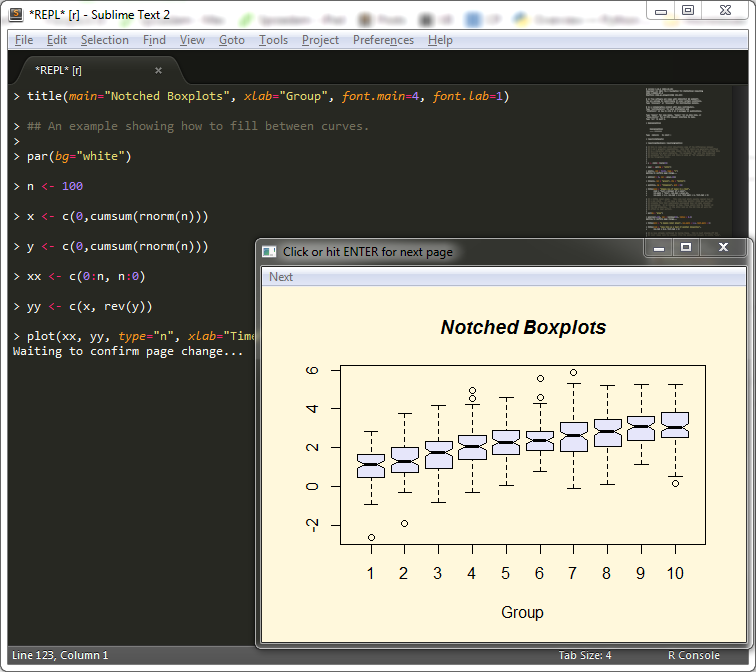 *REPL* [r] - Sublime Text 2
File Edit Selection Find View Goto Tools Project Preferences Help
*REPL* [r] ×
> title(main="Notched Boxplots", xlab="Group", font.main=4, font.lab=1)
> ## An example showing how to fill between curves.
>
> par(bg="white")
> n <- 100
> x <- c(0,cumsum(rnorm(n)))
> y <- c(0,cumsum(rnorm(n)))
> xx <- c(0:n, n:0)
> yy <- c(x, rev(y))
> plot(xx, yy, type="n", xlab="Time
Waiting to confirm page change...
Click or hit ENTER for next page
Next
Notched Boxplots
6
4
2
0
-2
1 2 3 4 5 6 7 8 9 10
Group
Line 123, Column 1 Tab Size: 4 R Console